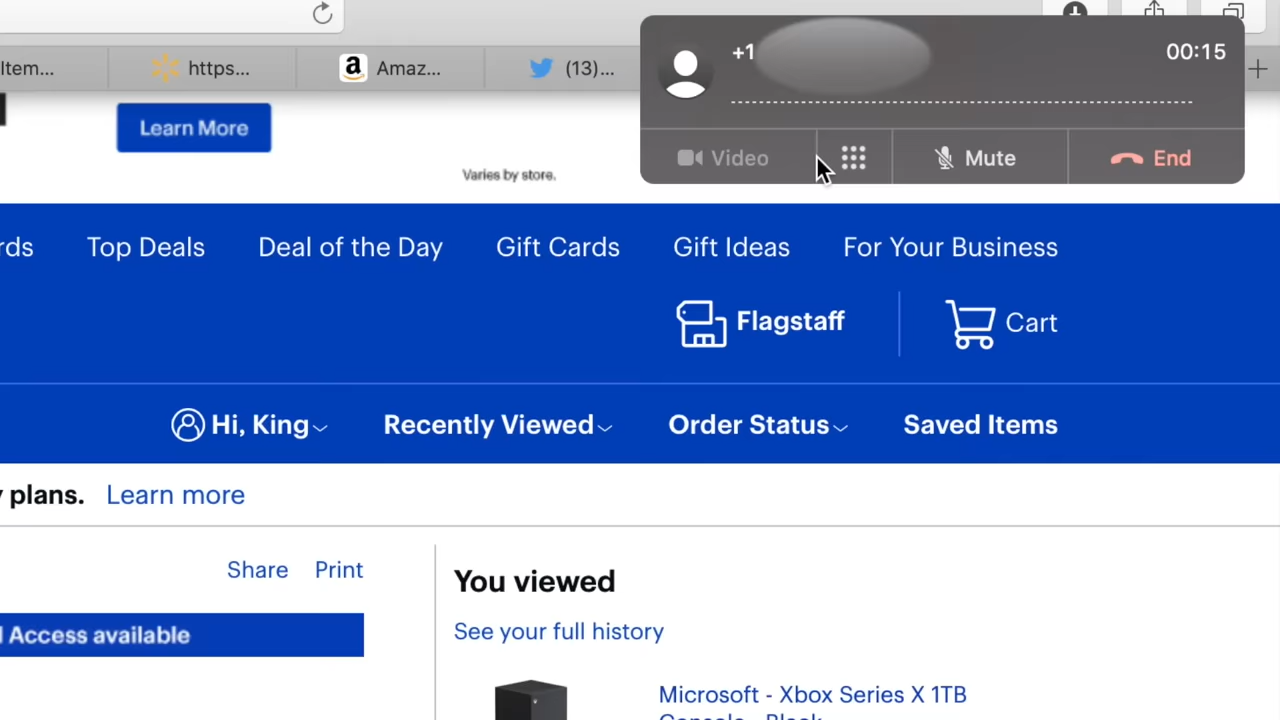 +1
00:15
Item...
https...
Amaz...
(13)...
Learn More
Video
Mute
End
Varies by store.
rds
Top Deals
Deal of the Day
Gift Cards
Gift Ideas
For Your Business
Flagstaff
Cart
Hi, King
Recently Viewed
Order Status
Saved Items
plans.
Learn more
Share
Print
You viewed
Access available
See your full history
Microsoft - Xbox Series X 1TB
Console - Black